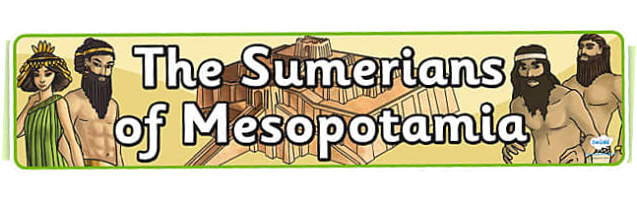 The Sumerians
of Mesopotamia